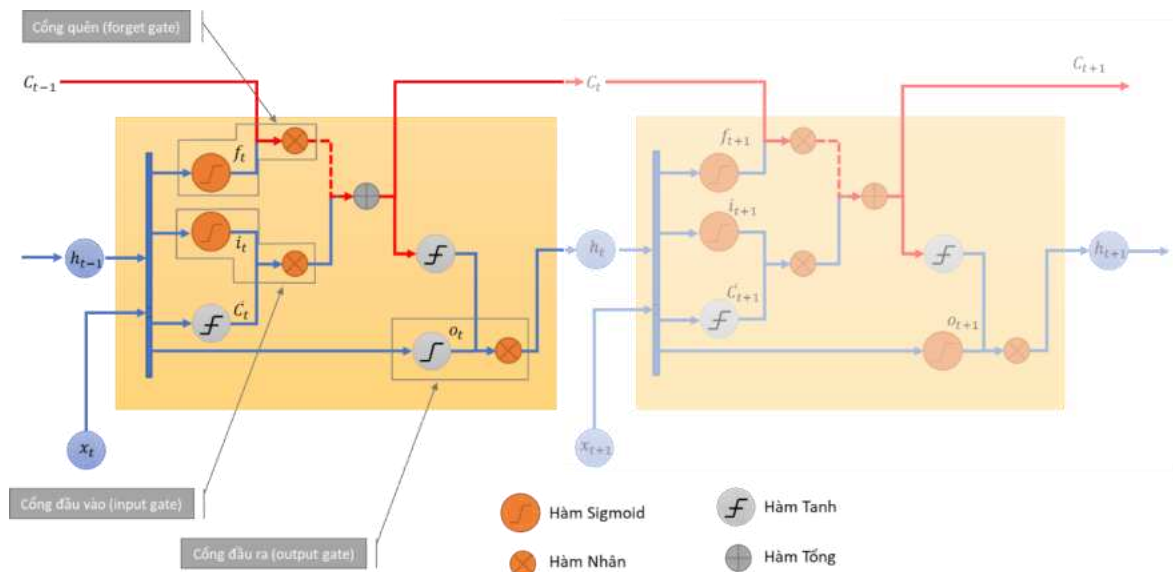 Cổng quên (forget gate)
C_{t-1}
C_t
C_{t+1}
f_t
f_{t+1}
i_t
i_{t+1}
h_{t-1}
h_t
h_{t+1}
C_t
C_{t+1}
o_t
o_{t+1}
x_t
x_{t+1}
Cổng đầu vào (input gate)
Cổng đầu ra (output gate)
Hàm Sigmoid
Hàm Tanh
Hàm Nhân
Hàm Tổng